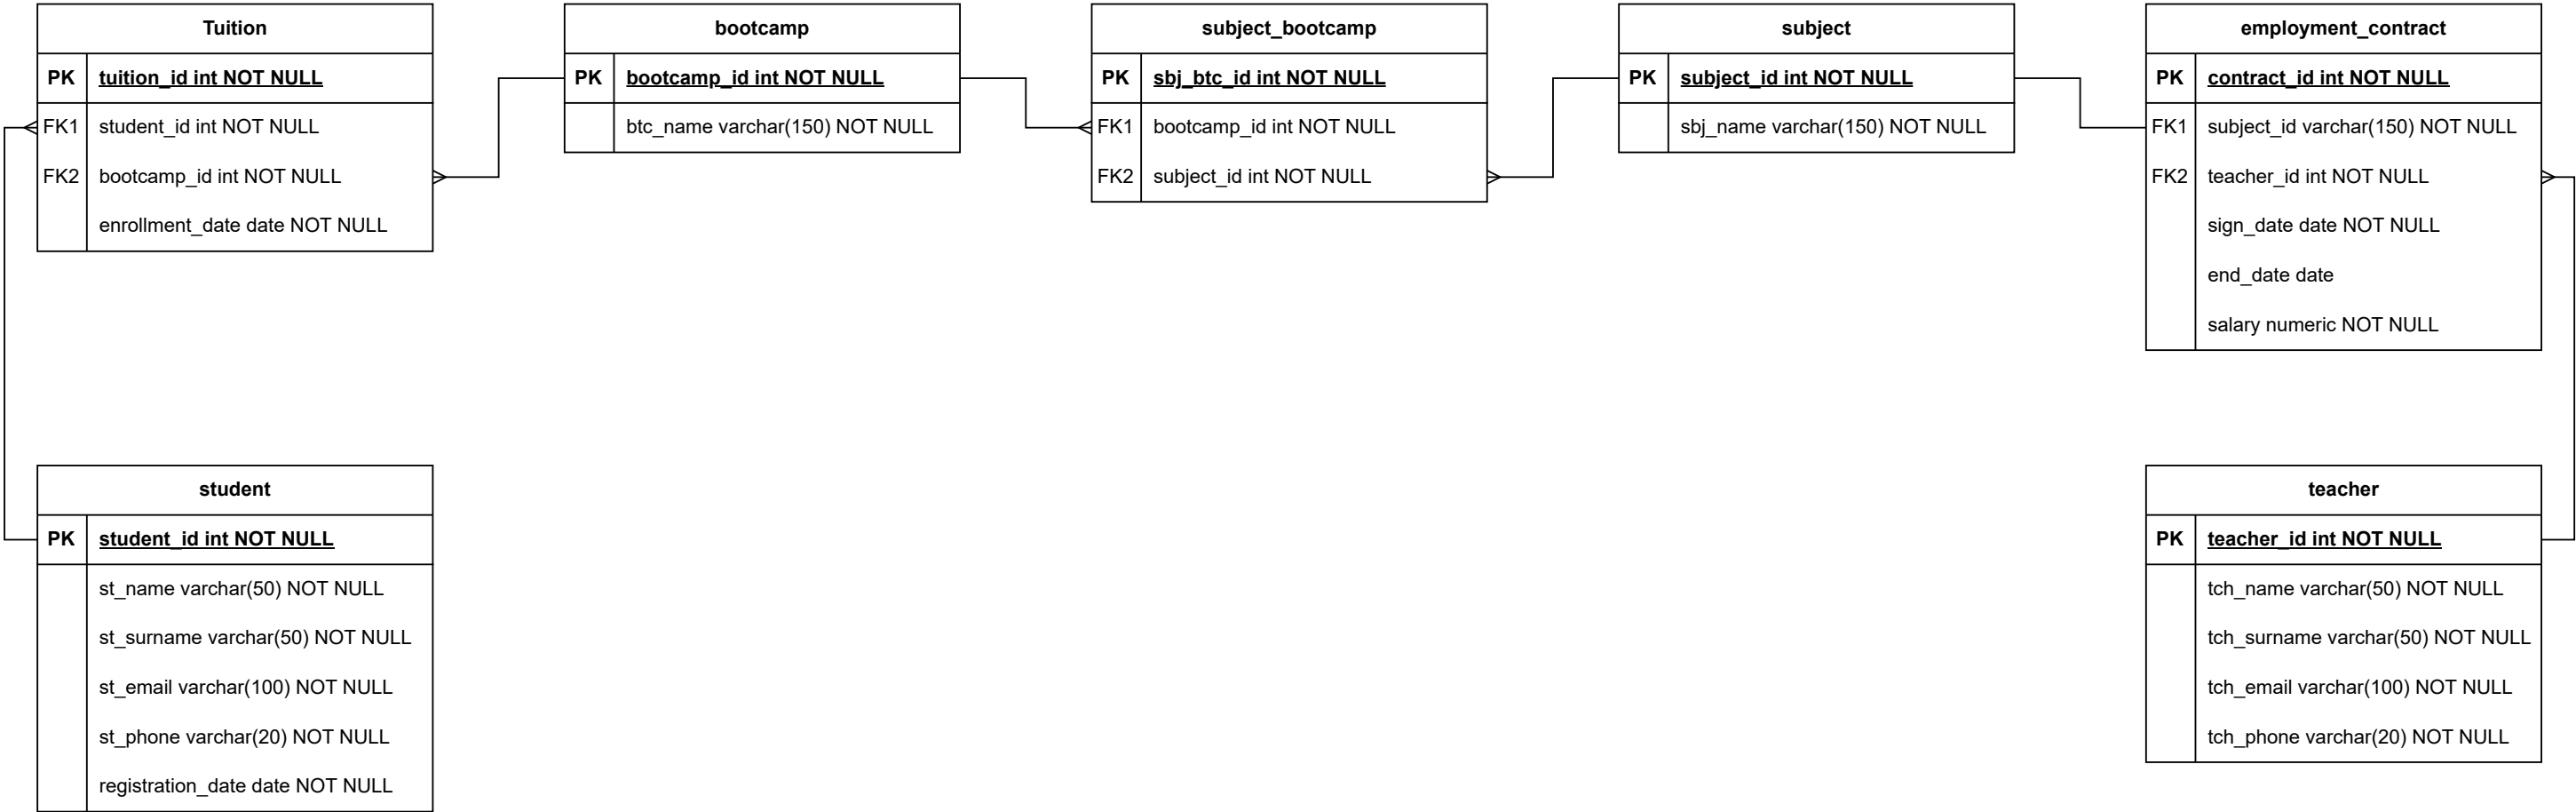 Tuition
PK tuition_id int NOT NULL
FK1 student_id int NOT NULL
FK2 bootcamp_id int NOT NULL
enrollment_date date NOT NULL
bootcamp
PK bootcamp_id int NOT NULL
btc_name varchar(150) NOT NULL
subject_bootcamp
PK sbj_btc_id int NOT NULL
FK1 bootcamp_id int NOT NULL
FK2 subject_id int NOT NULL
subject
PK subject_id int NOT NULL
sbj_name varchar(150) NOT NULL
employment_contract
PK contract_id int NOT NULL
FK1 subject_id varchar(150) NOT NULL
FK2 teacher_id int NOT NULL
sign_date date NOT NULL
end_date date
salary numeric NOT NULL
student
PK student_id int NOT NULL
st_name varchar(50) NOT NULL
st_surname varchar(50) NOT NULL
st_email varchar(100) NOT NULL
st_phone varchar(20) NOT NULL
registration_date date NOT NULL
teacher
PK teacher_id int NOT NULL
tch_name varchar(50) NOT NULL
tch_surname varchar(50) NOT NULL
tch_email varchar(100) NOT NULL
tch_phone varchar(20) NOT NULL